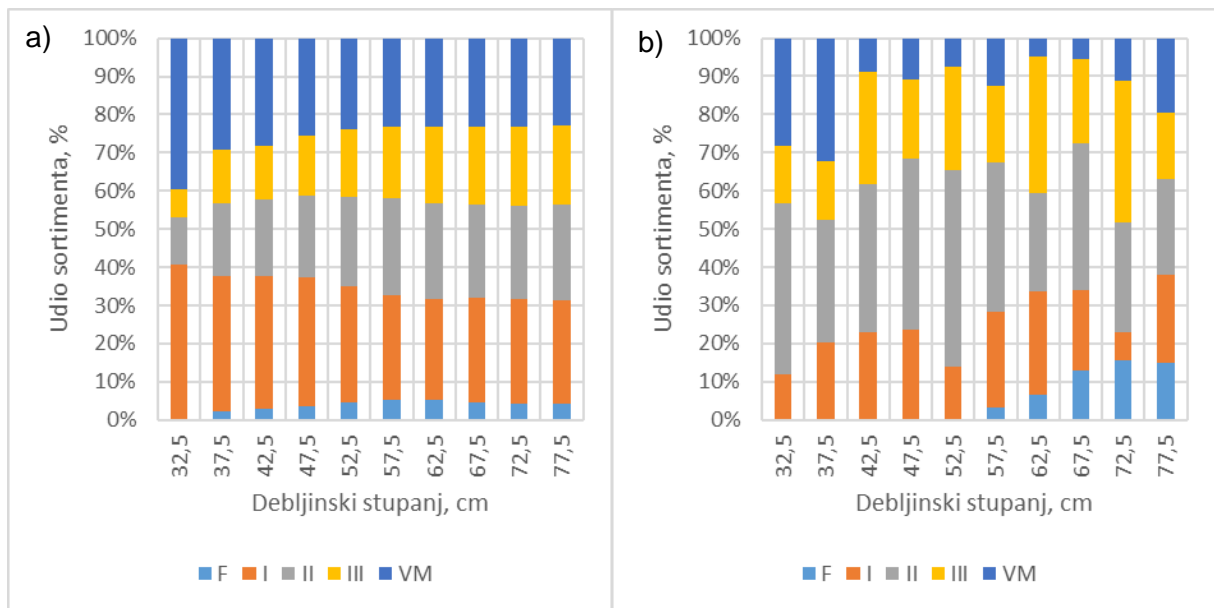 a)
Udio sortimenta, %
100%
90%
80%
70%
60%
50%
40%
30%
20%
10%
0%
32,5 37,5 42,5 47,5 52,5 57,5 62,5 67,5 72,5 77,5
Debljinski stupanj, cm
F I II III VM
b)
Udio sortimenta, %
100%
90%
80%
70%
60%
50%
40%
30%
20%
10%
0%
32,5 37,5 42,5 47,5 52,5 57,5 62,5 67,5 72,5 77,5
Debljinski stupanj, cm
F I II III VM